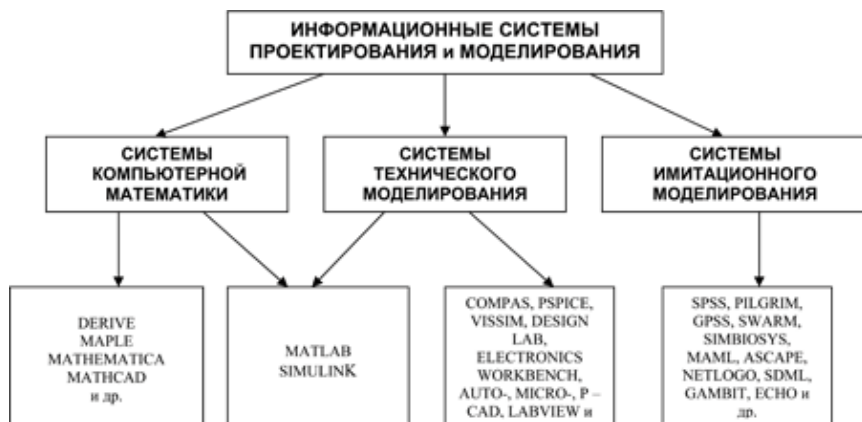 ИНФОРМАЦИОННЫЕ СИСТЕМЫ
ПРОЕКТИРОВАНИЯ и МОДЕЛИРОВАНИЯ
СИСТЕМЫ
КОМПЬЮТЕРНОЙ
МАТЕМАТИКИ
СИСТЕМЫ
ТЕХНИЧЕСКОГО
МОДЕЛИРОВАНИЯ
СИСТЕМЫ
ИМИТАЦИОННОГО
МОДЕЛИРОВАНИЯ
DERIVE
MAPLE
MATHEMATICA
MATHCAD
и др.
MATLAB
SIMULINK
COMPAS, PSPICE,
VISSIM, DESIGN
LAB,
ELECTRONICS
WORKBENCH,
AUTO-, MICRO-, P –
CAD, LABVIEW и
SPSS, PILGRIM,
GPSS, SWARM,
SIMBIOSYS,
MAML, ASCAPE,
NETLOGO, SDML,
GAMBIT, ECHO и
др.